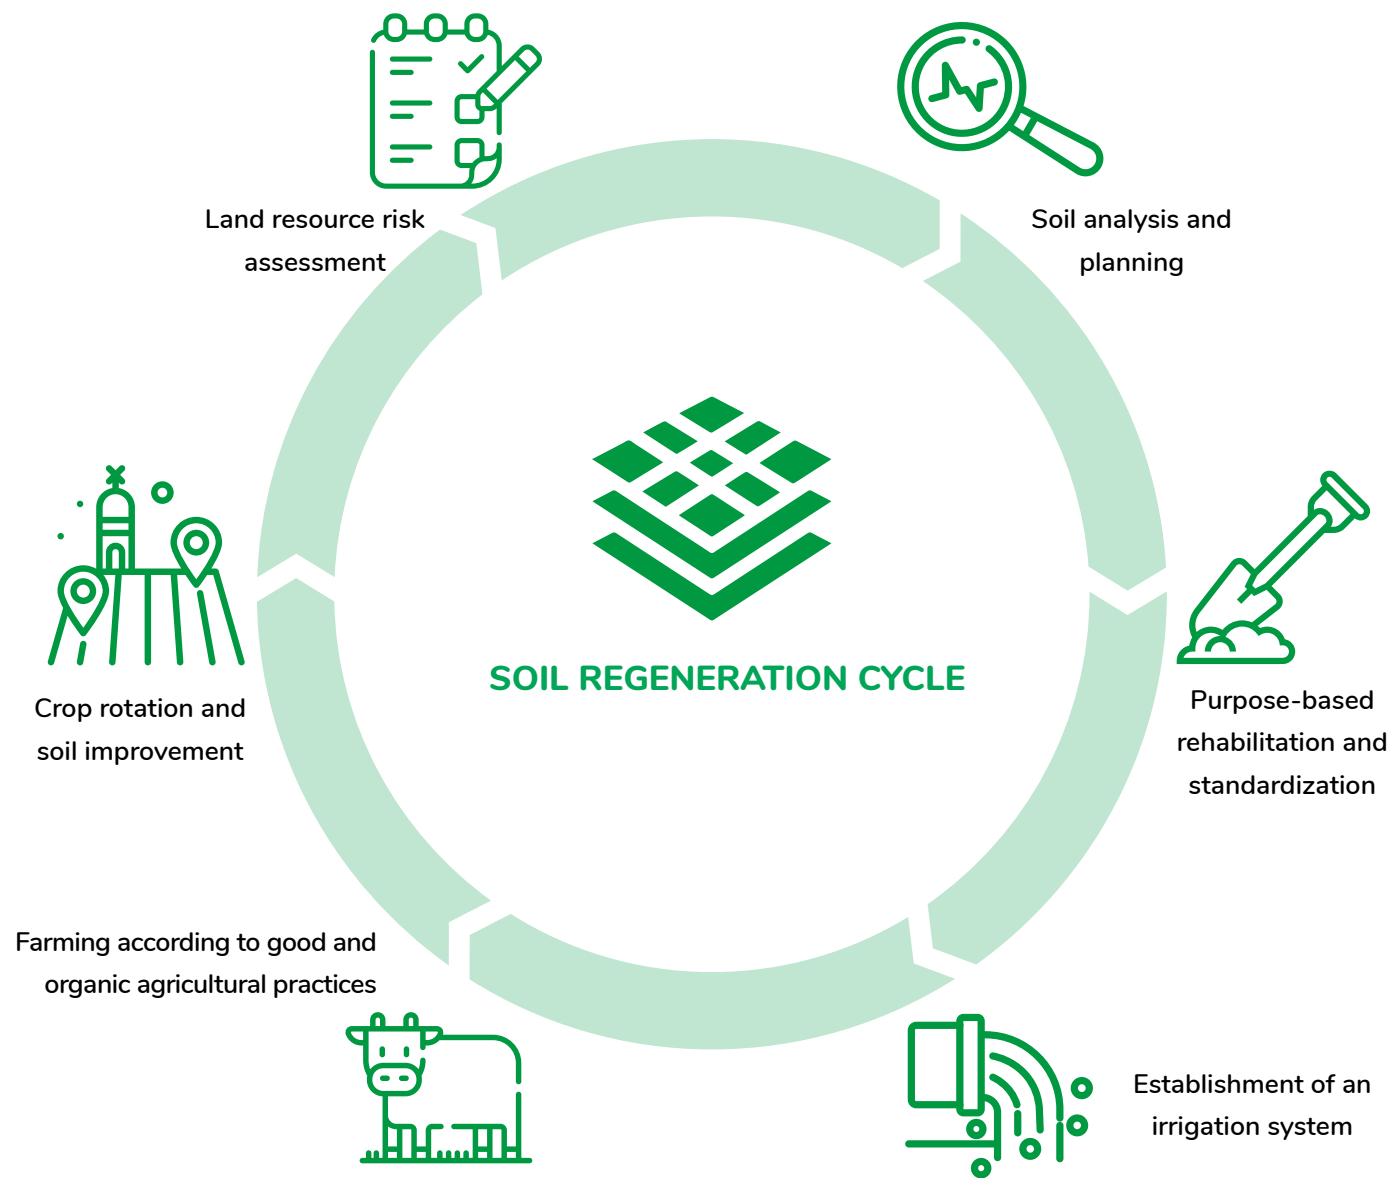 Land resource risk
assessment
Soil analysis and
planning
SOIL REGENERATION CYCLE
Crop rotation and
soil improvement
Purpose-based
rehabilitation and
standardization
Farming according to good and
organic agricultural practices
Establishment of an
irrigation system